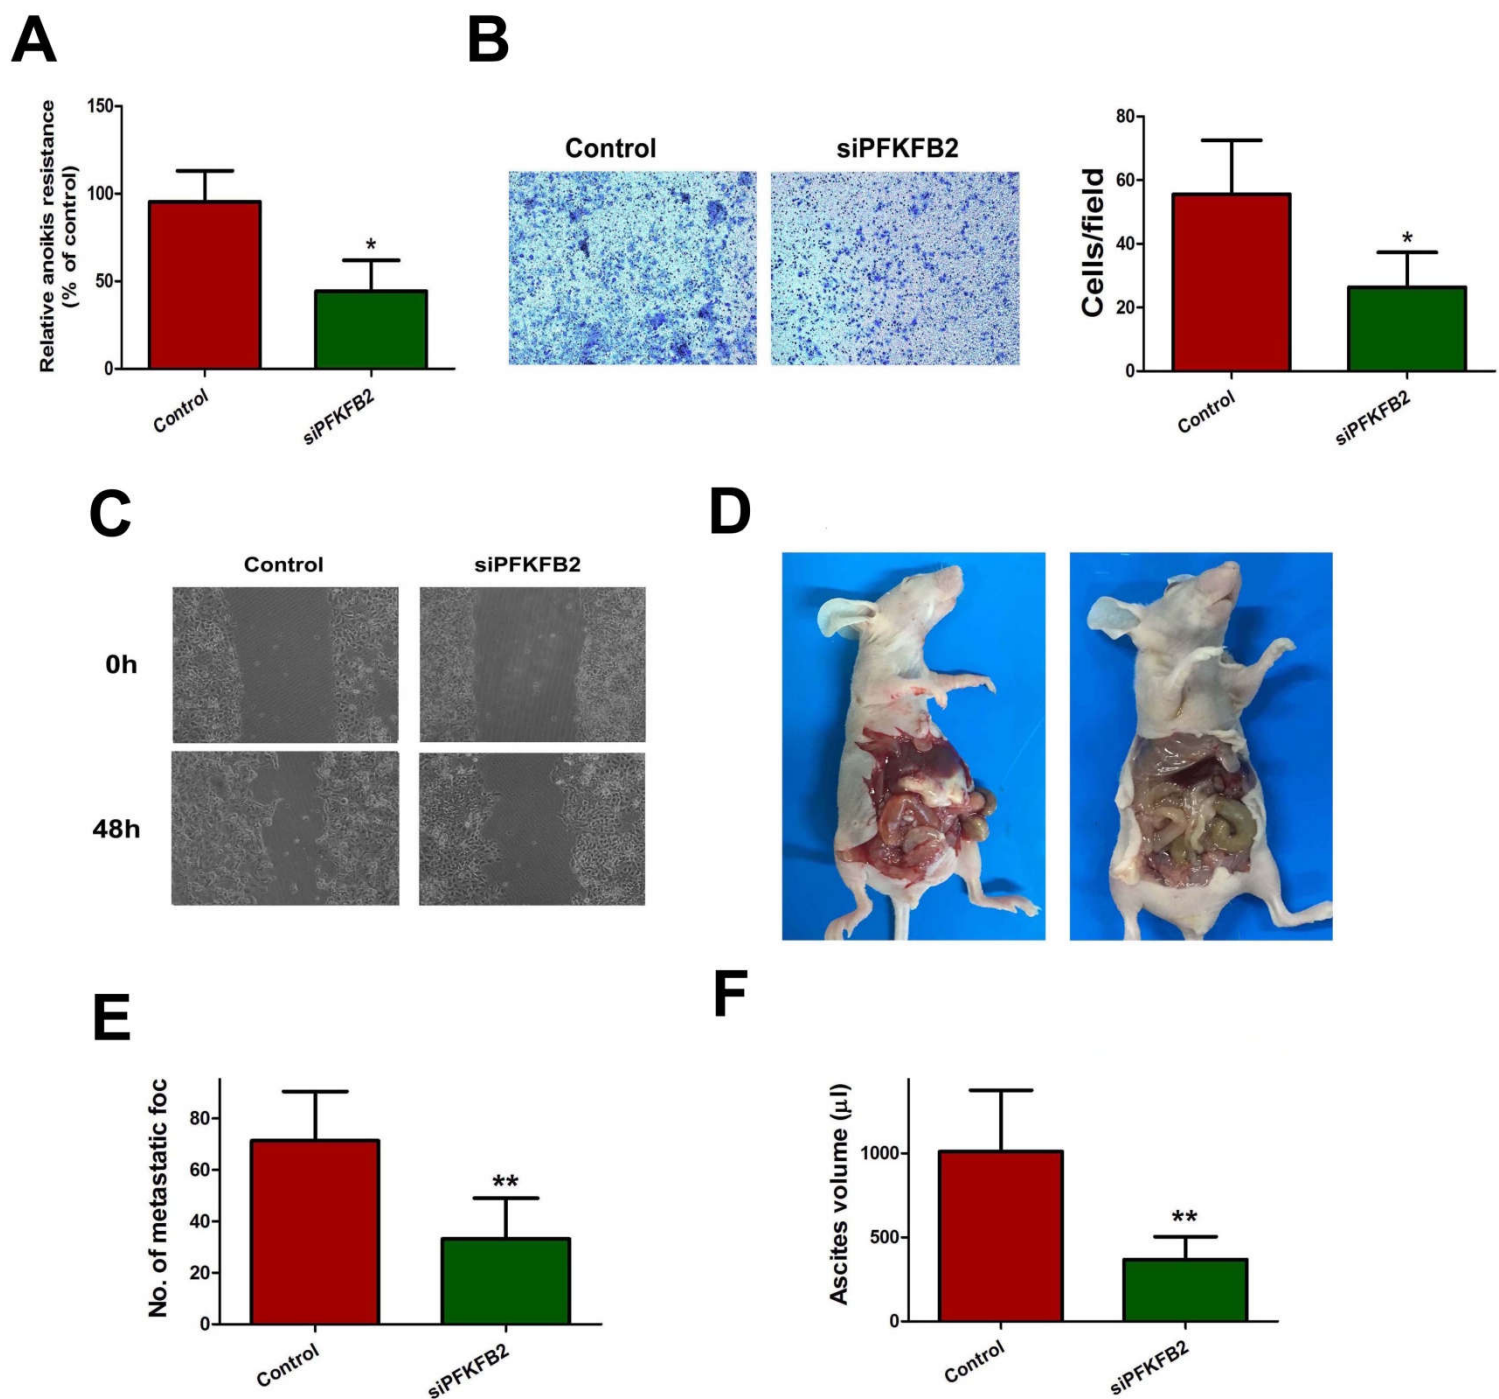 A
Relative anoikis resistance
(% of control)
150
100
50
0
*
Control
siPFKFB2
B
Control
siPFKFB2
Cells/field
80
60
40
20
0
*
Control
siPFKFB2
C
Control
siPFKFB2
0h
48h
D
E
No. of metastatic foc
80
60
40
20
0
**
Control
siPFKFB2
F
Ascites volume (μl)
1000
500
0
**
Control
siPFKFB2